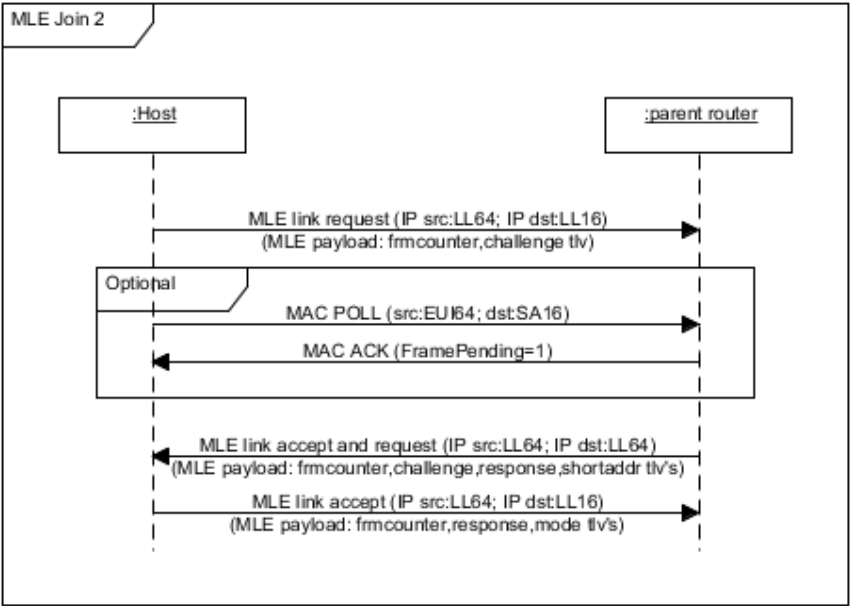 MLE Join 2
:Host
:parent router
MLE link request (IP src:LL64; IP dst:LL16)
(MLE payload: frmcounter,challenge tlv)
Optional
MAC POLL (src:EUI64; dst:SA16)
MAC ACK (FramePending=1)
MLE link accept and request (IP src:LL64; IP dst:LL64)
(MLE payload: frmcounter,challenge,response,shortaddr tlv's)
MLE link accept (IP src:LL64; IP dst:LL16)
(MLE payload: frmcounter,response,mode tlv's)